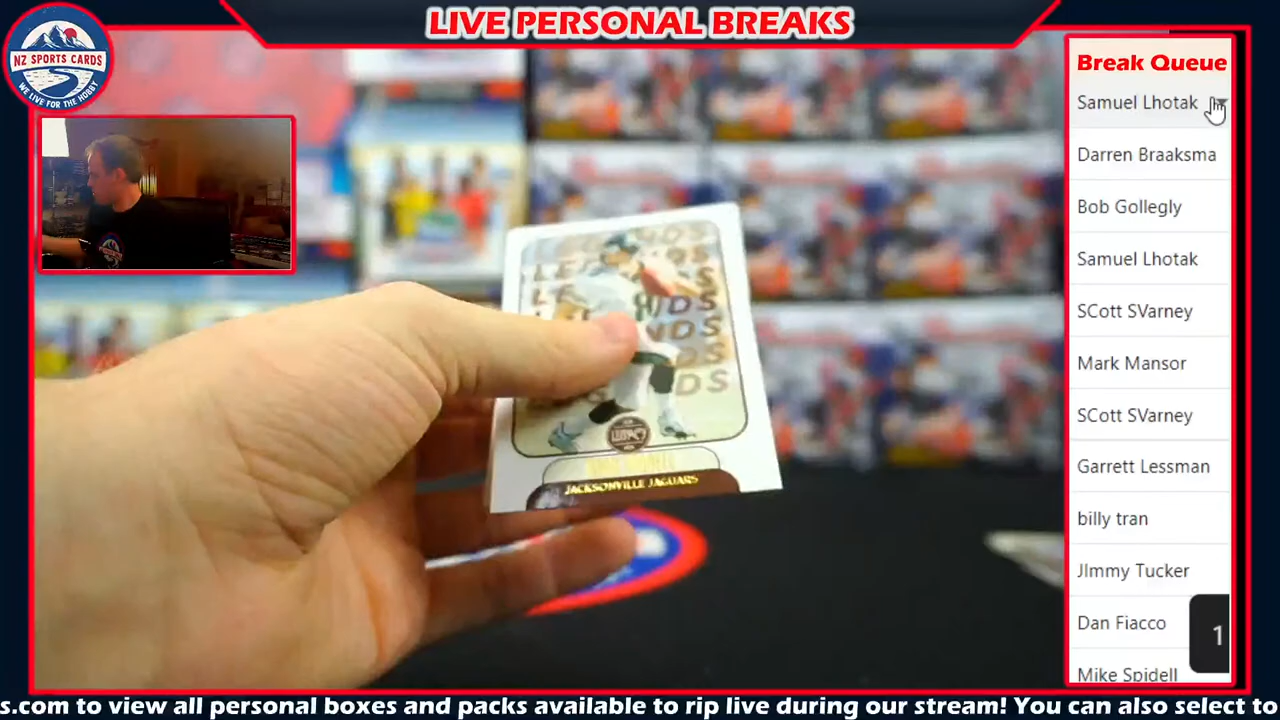 LIVE PERSONAL BREAKS
NZ SPORTS CARDS
WE LIVE FOR THE HOBBY
Break Queue
Samuel Lhotak
Darren Braaksma
Bob Gollegly
Samuel Lhotak
SCott SVarney
Mark Mansor
SCott SVarney
Garrett Lessman
billy tran
JImmy Tucker
Dan Fiacco
Mike Spidell
1
LEGENDS
JACKSONVILLE JAGUARS
s.com to view all personal boxes and packs available to rip live during our stream! You can also select to